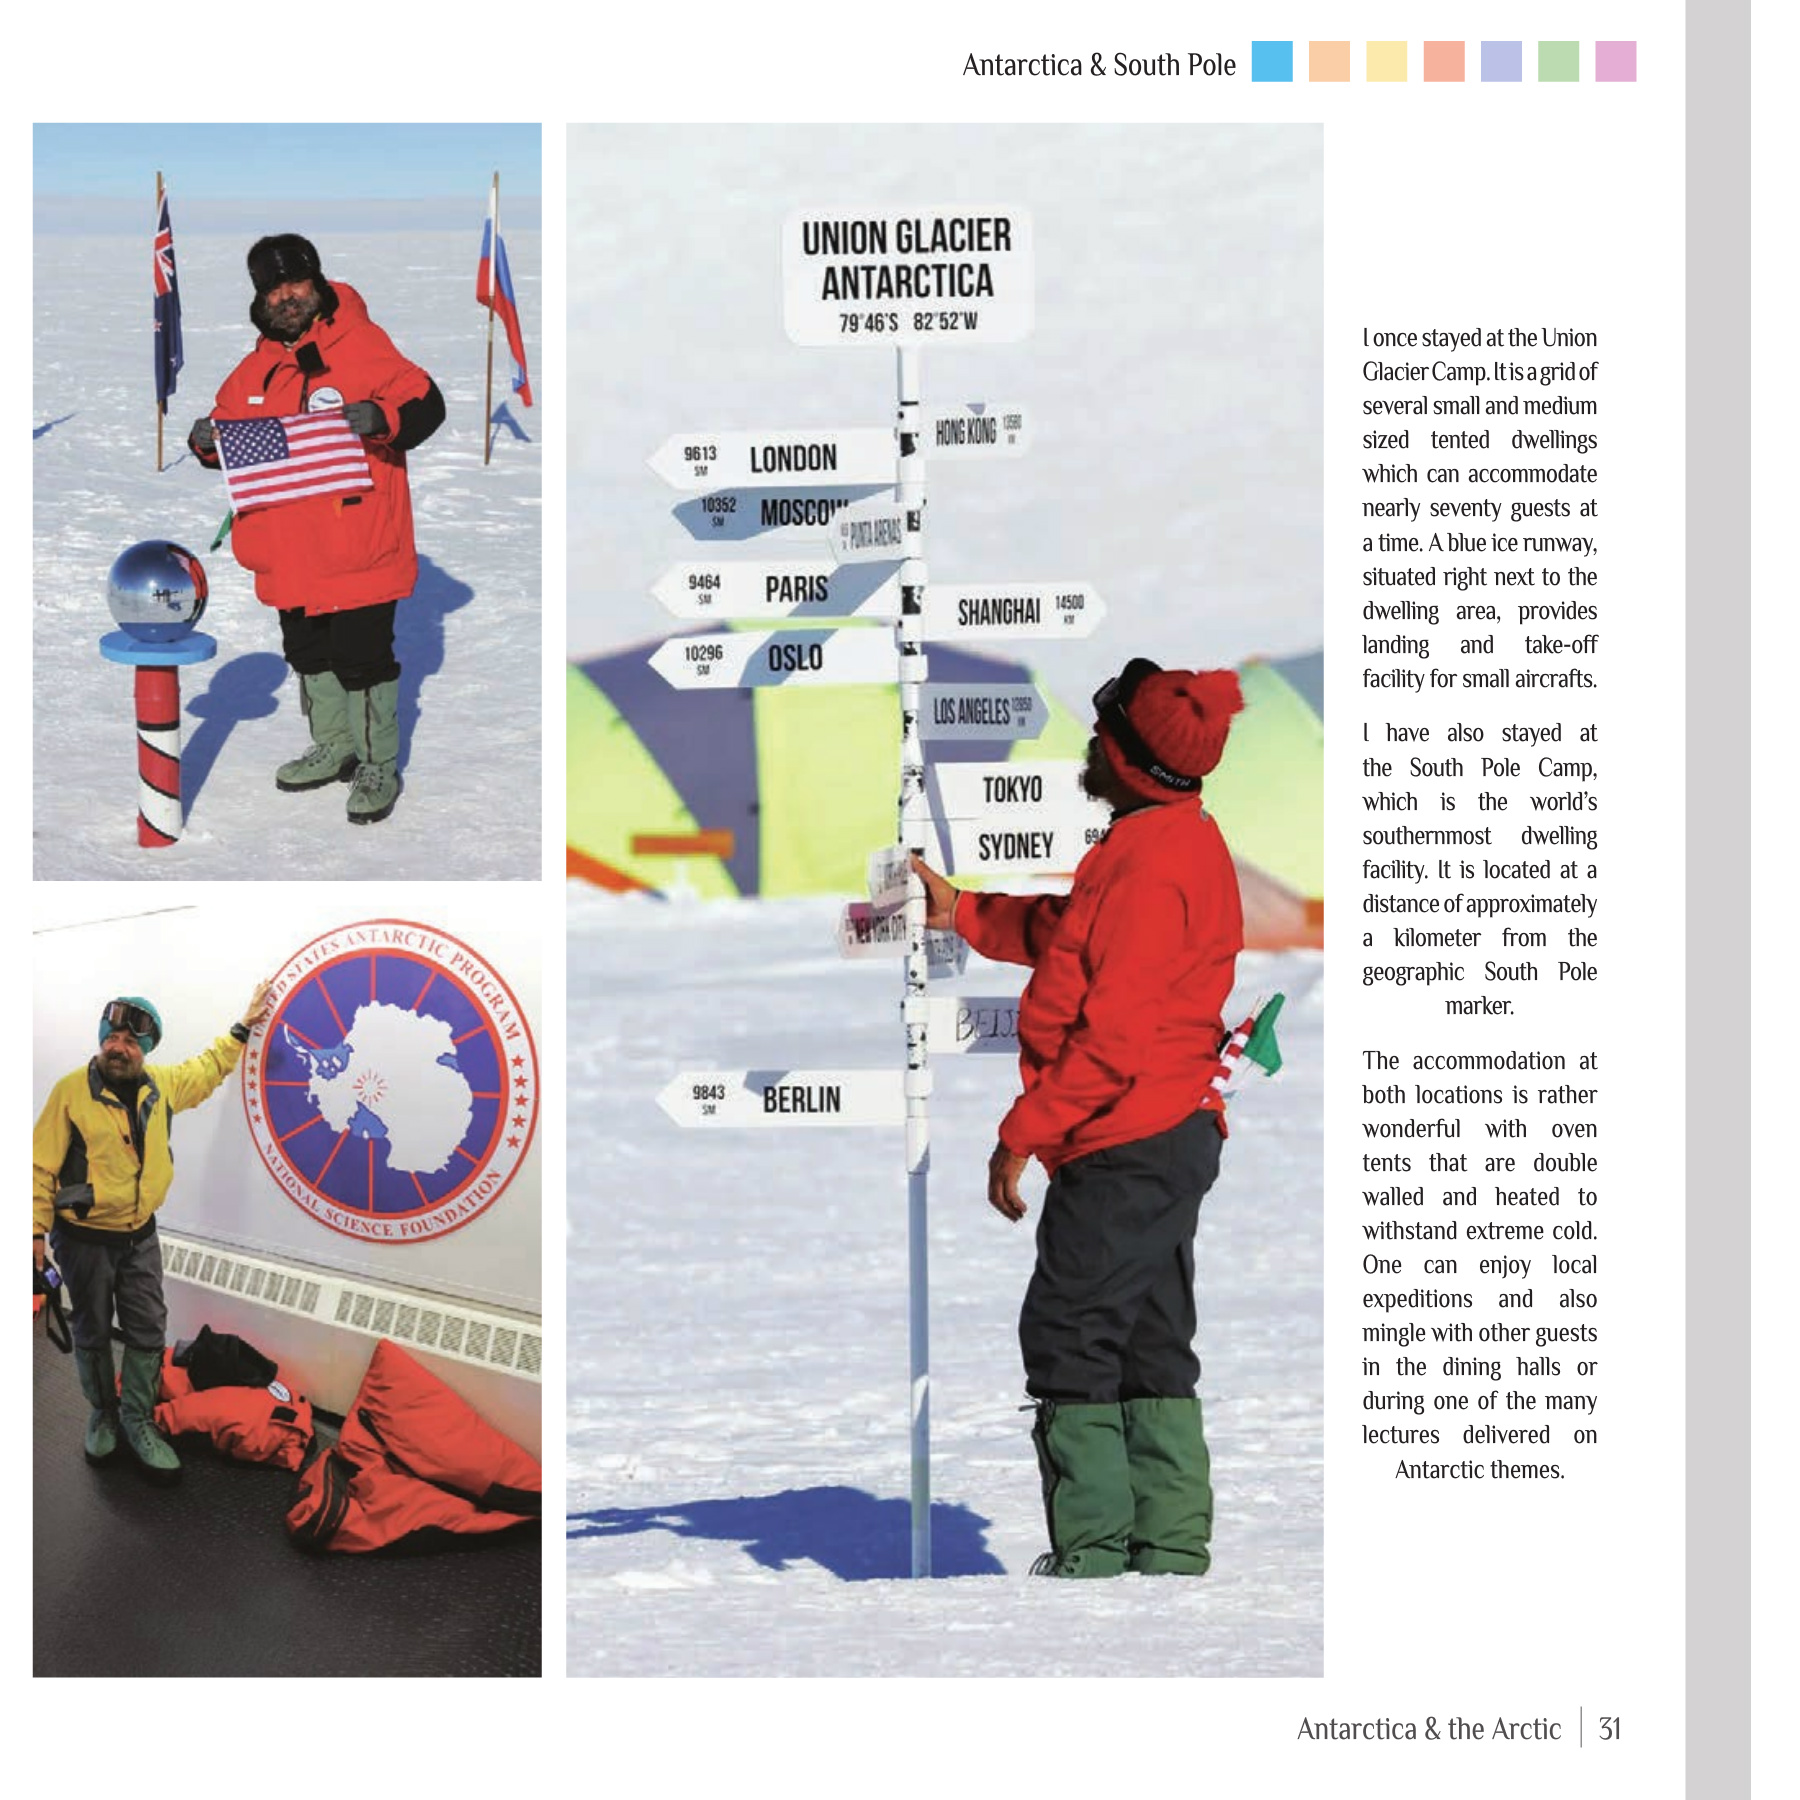 Antarctica & South Pole
UNION GLACIER
ANTARCTICA
79°46'S 82°52'W
HONG KONG
9613
SM
LONDON
10352
SM
MOSCOW
PUNTA ARENAS
9464
SM
PARIS
SHANGHAI
14500
KM
10296
SM
OSLO
LOS ANGELES
TOKYO
SYDNEY
SMITH
NEW YORK CITY
BEIJI
9843
SM
BERLIN
UNITED STATES ANTARCTIC PROGRAM
NATIONAL SCIENCE FOUNDATION
I once stayed at the Union
Glacier Camp. It is a grid of
several small and medium
sized tented dwellings
which can accommodate
nearly seventy guests at
a time. A blue ice runway,
situated right next to the
dwelling area, provides
landing and take-off
facility for small aircrafts.
I have also stayed at
the South Pole Camp,
which is the world's
southernmost dwelling
facility. It is located at a
distance of approximately
a kilometer from the
geographic South Pole
marker.
The accommodation at
both locations is rather
wonderful with oven
tents that are double
walled and heated to
withstand extreme cold.
One can enjoy local
expeditions and also
mingle with other guests
in the dining halls or
during one of the many
lectures delivered on
Antarctic themes.
Antarctica & the Arctic | 31